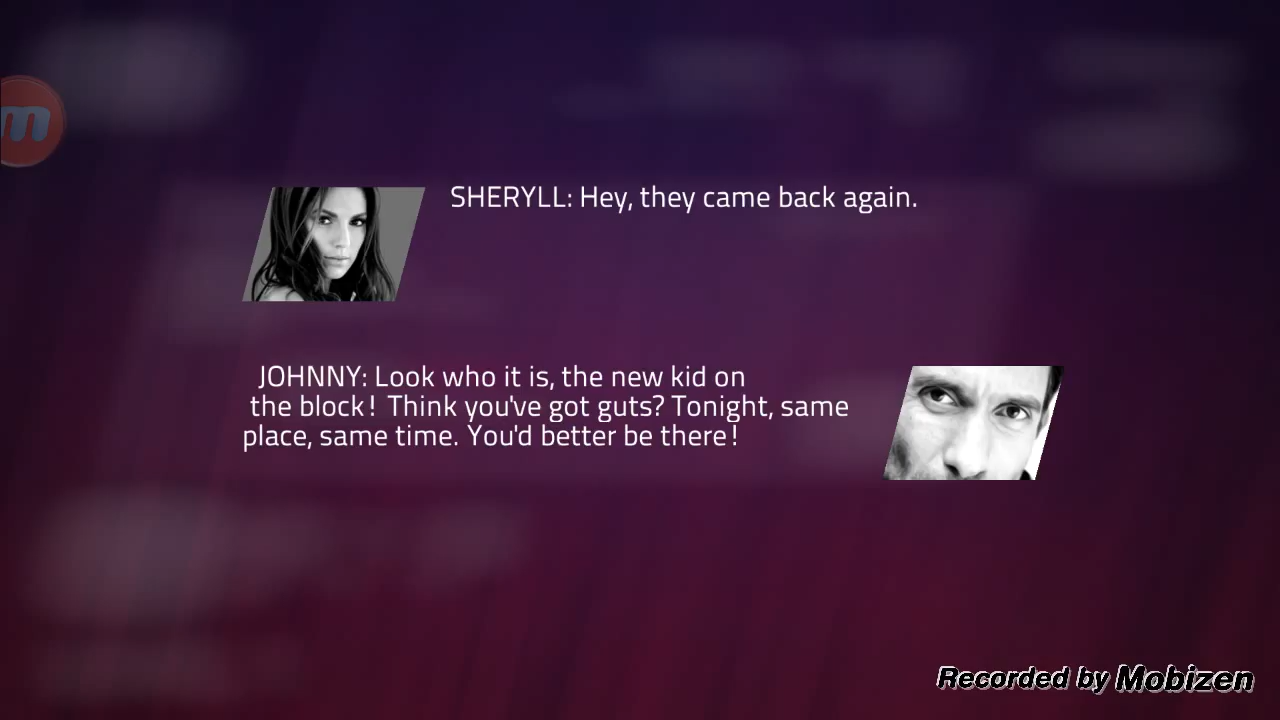 m
SHERYLL: Hey, they came back again.
JOHNNY: Look who it is, the new kid on
the block! Think you've got guts? Tonight, same
place, same time. You'd better be there!
Recorded by Mobizen